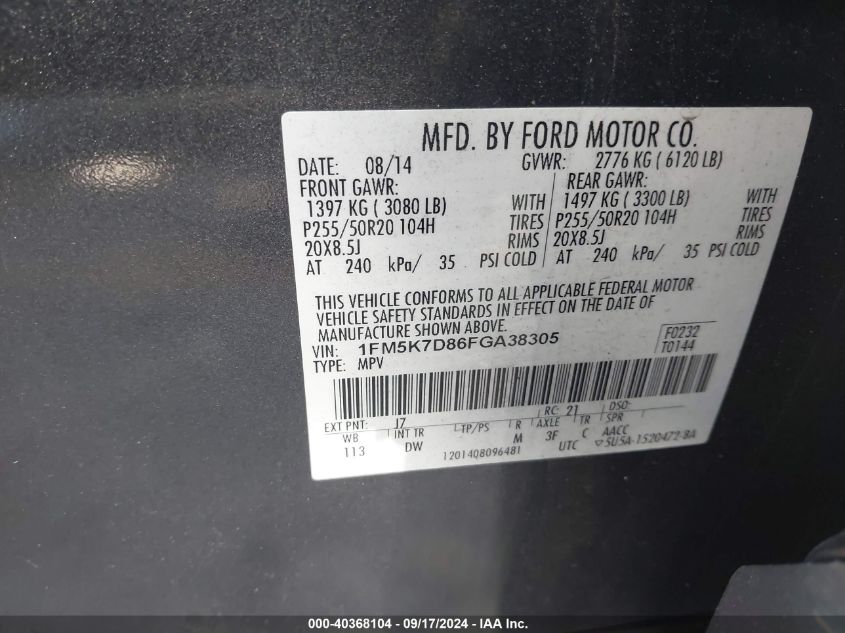 MFD. BY FORD MOTOR CO.
DATE: 08/14 GVWR: 2776 KG ( 6120 LB)
FRONT GAWR: REAR GAWR:
1397 KG ( 3080 LB) WITH 1497 KG ( 3300 LB) WITH
P255/50R20 104H TIRES P255/50R20 104H TIRES
20X8.5J RIMS 20X8.5J RIMS
AT 240 kPa/ 35 PSI COLD AT 240 kPa/ 35 PSI COLD
THIS VEHICLE CONFORMS TO ALL APPLICABLE FEDERAL MOTOR
VEHICLE SAFETY STANDARDS IN EFFECT ON THE DATE OF
MANUFACTURE SHOWN ABOVE.
VIN: 1FM5K7D86FGA38305 F0232
TYPE: MPV T0144
RC: 21 DSO:
EXT PNT: J7
WB INT TR TP/PS R AXLE TR SPR
113 DW M 3F C AACC
1201408096481 UTC ▽5U5A-1520472-BA
000-40368104 - 09/17/2024 - IAAI.com